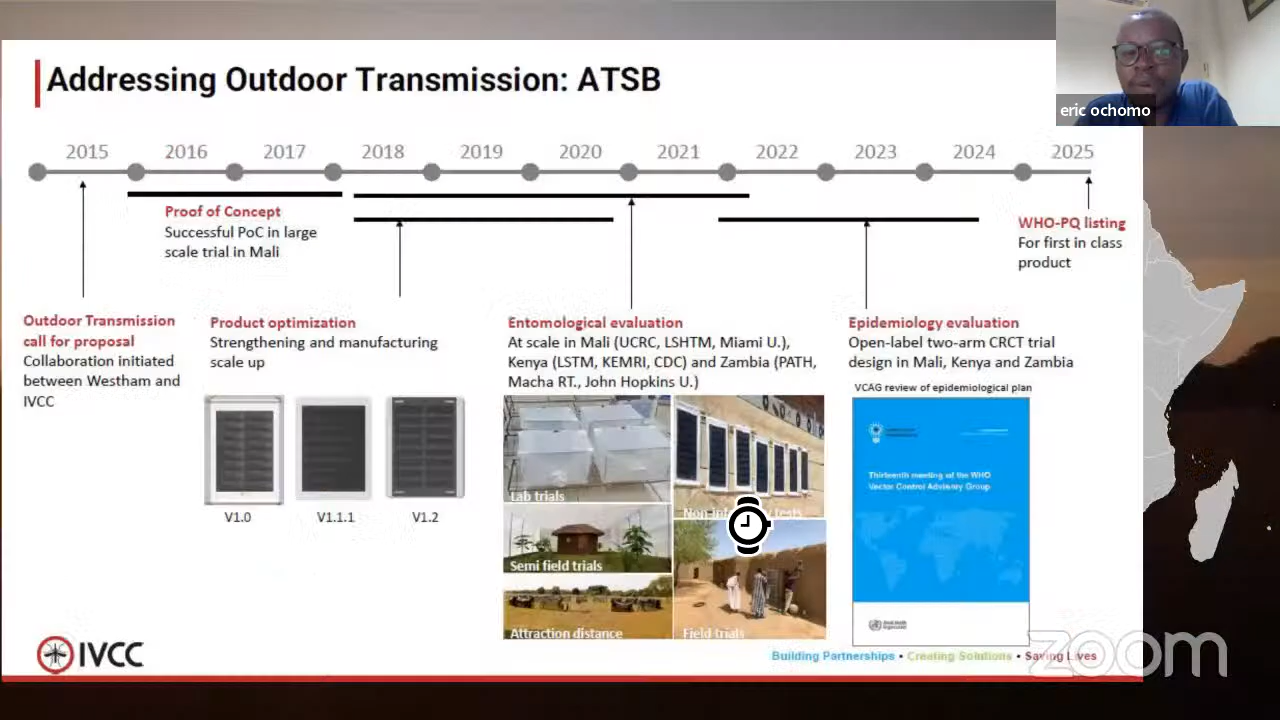 eric ochomo
Addressing Outdoor Transmission: ATSB
2015 2016 2017 2018 2019 2020 2021 2022 2023 2024 2025
Proof of Concept
Successful PoC in large
scale trial in Mali
WHO-PQ listing
For first in class
product
Outdoor Transmission
call for proposal
Collaboration initiated
between Westham and
IVCC
Product optimization
Strengthening and manufacturing
scale up
V1.0 V1.1.1 V1.2
Entomological evaluation
At scale in Mali (UCRC, LSHTM, Miami U.),
Kenya (LSTM, KEMRI, CDC) and Zambia (PATH,
Macha RT., John Hopkins U.)
Lab trials
tests
Semi field trials
Attraction distance
Field trials
Epidemiology evaluation
Open-label two-arm CRCT trial
design in Mali, Kenya and Zambia
VCAG review of epidemiological plan
Thirteenth meeting of the WHO
Vector Control Advisory Group
IVCC
Building Partnerships • Creating Solutions • Saving Lives
zoom